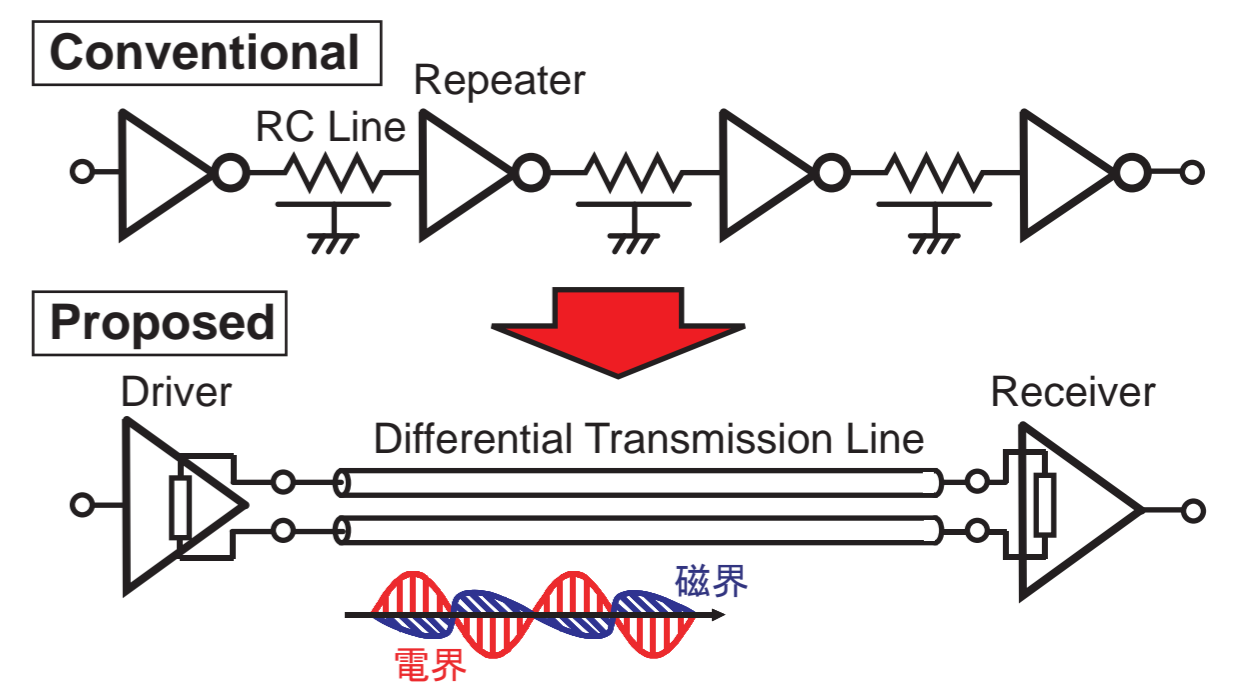 Conventional
Repeater
RC Line
Proposed
Driver
Receiver
Differential Transmission Line
磁界
電界